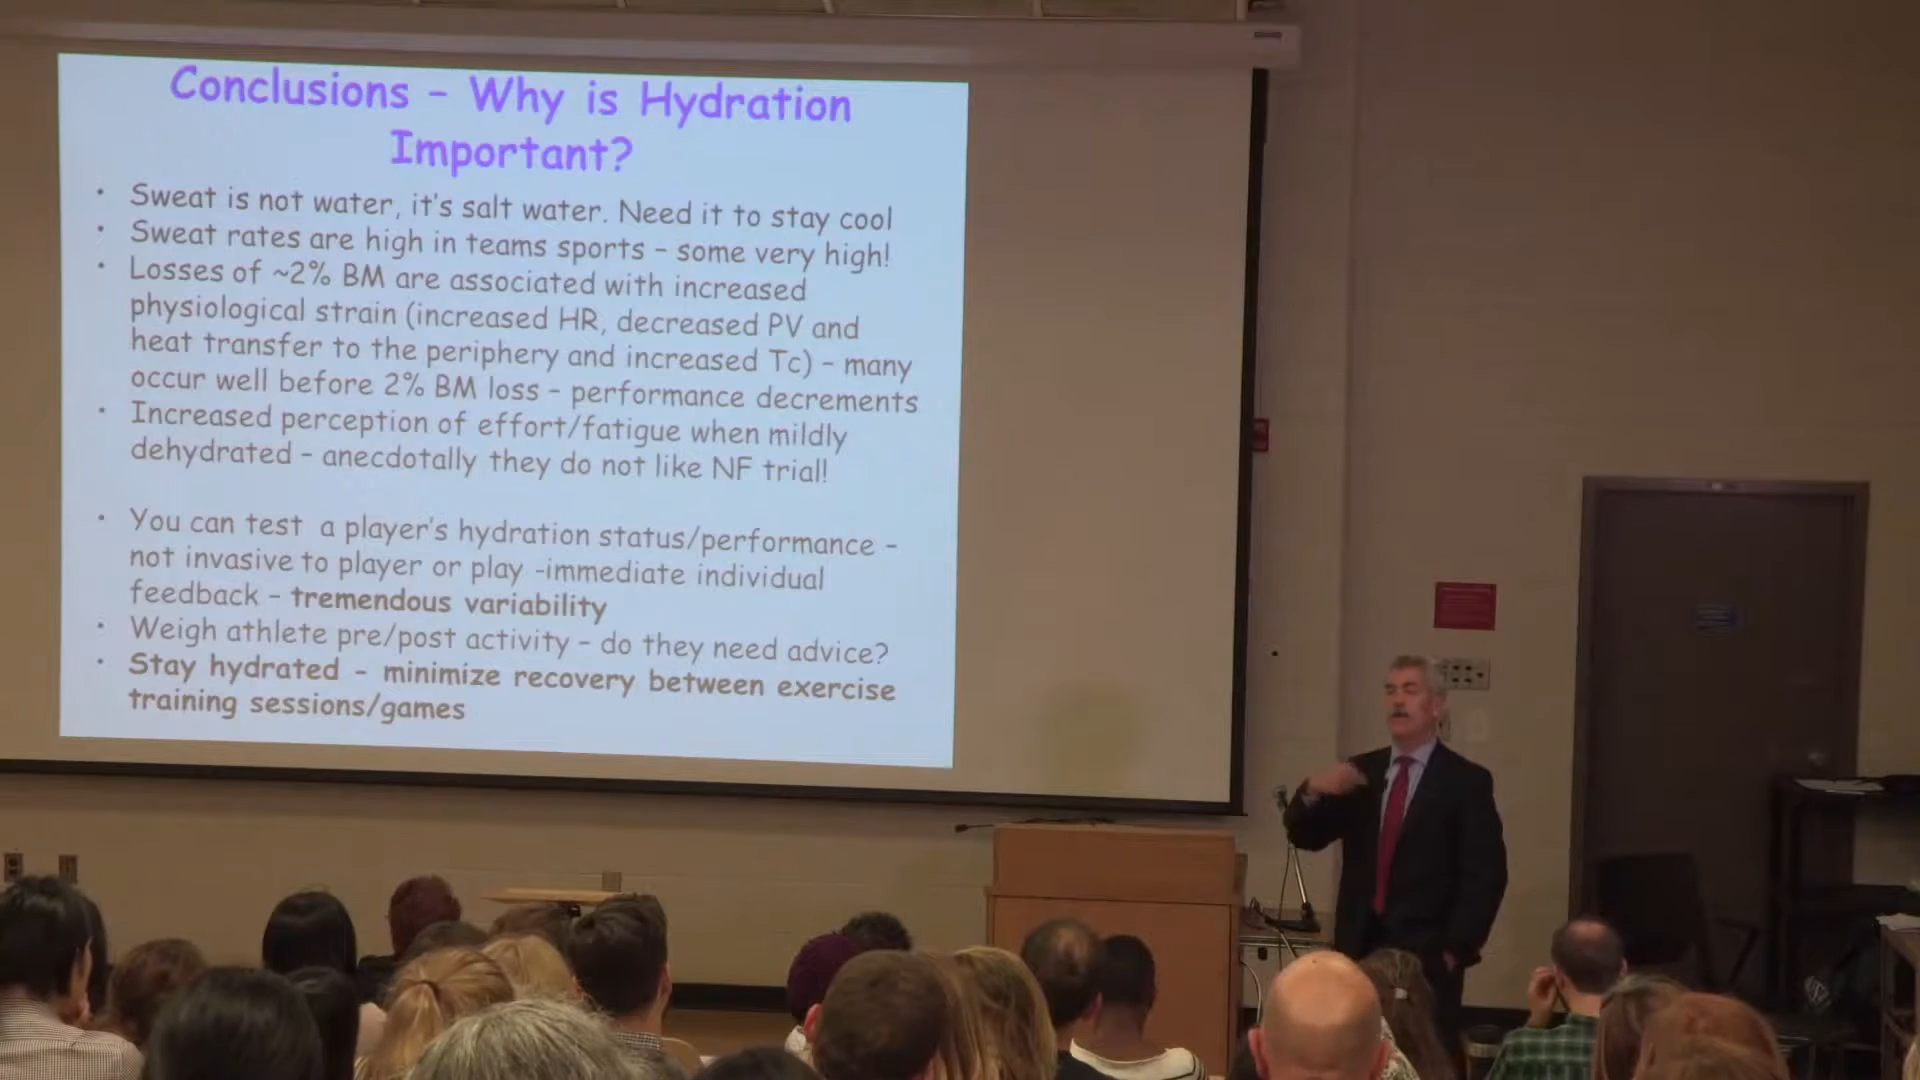 Conclusions – Why is Hydration
Important?
• Sweat is not water, it's salt water. Need it to stay cool
• Sweat rates are high in teams sports – some very high!
• Losses of ~2% BM are associated with increased
physiological strain (increased HR, decreased PV and
heat transfer to the periphery and increased Tc) – many
occur well before 2% BM loss – performance decrements
• Increased perception of effort/fatigue when mildly
dehydrated – anecdotally they do not like NF trial!
• You can test a player's hydration status/performance –
not invasive to player or play -immediate individual
feedback – tremendous variability
• Weigh athlete pre/post activity – do they need advice?
• Stay hydrated – minimize recovery between exercise
training sessions/games